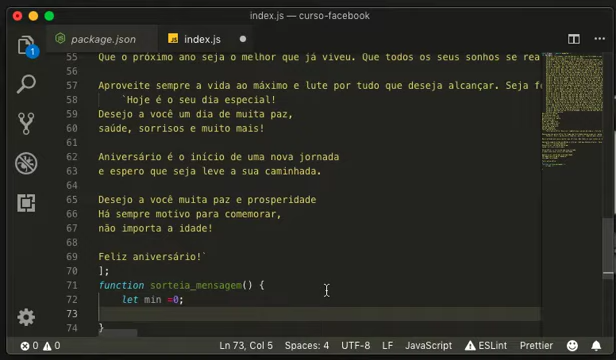 index.js — curso-facebook
package.json
index.js
1
55 Que o próximo ano seja o melhor que já viveu. Que todos os seus sonhos se rea
56
57 Aproveite sempre a vida ao máximo e lute por tudo que deseja alcançar. Seja fe
58 `Hoje é o seu dia especial!
59 Desejo a você um dia de muita paz,
60 saúde, sorrisos e muito mais!
61
62 Aniversário é o início de uma nova jornada
63 e espero que seja leve a sua caminhada.
64
65 Desejo a você muita paz e prosperidade
66 Há sempre motivo para comemorar,
67 não importa a idade!
68
69 Feliz aniversário!`
70 ];
71 function sorteia_mensagem() {
72 let min =0;
73
74 }
0 0 Ln 73, Col 5 Spaces: 4 UTF-8 LF JavaScript ESLint Prettier